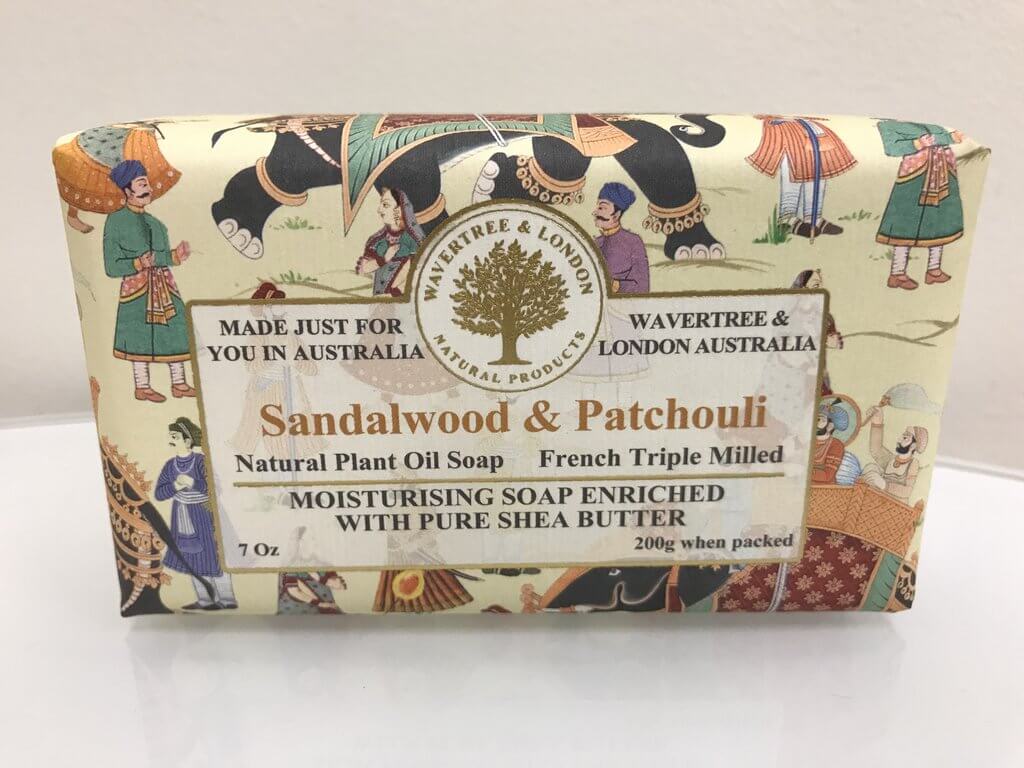 WAVERTREE & LONDON
NATURAL PRODUCTS
MADE JUST FOR
YOU IN AUSTRALIA
WAVERTREE &
LONDON AUSTRALIA
Sandalwood & Patchouli
Natural Plant Oil Soap French Triple Milled
MOISTURISING SOAP ENRICHED
WITH PURE SHEA BUTTER
7 Oz 200g when packed